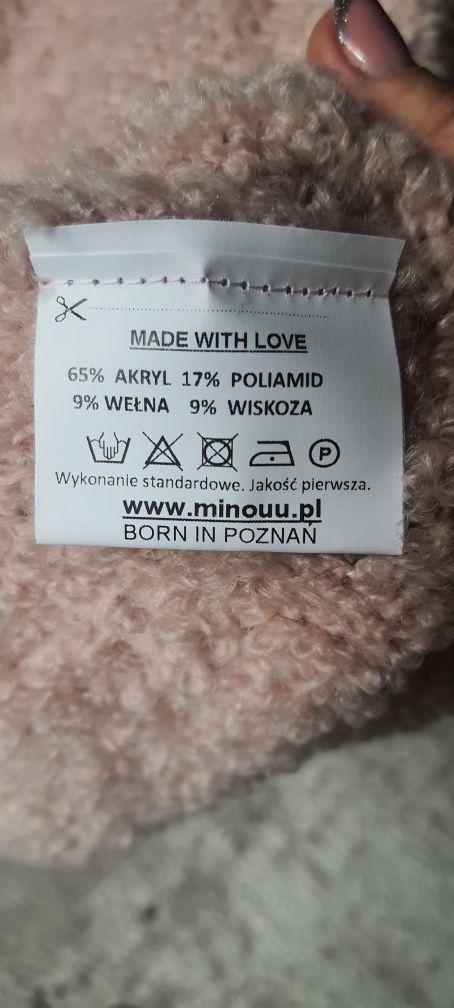 MADE WITH LOVE
65% AKRYL 17% POLIAMID
9% WEŁNA 9% WISKOZA
P
Wykonanie standardowe. Jakość pierwsza.
www.minouu.pl
BORN IN POZNAŃ